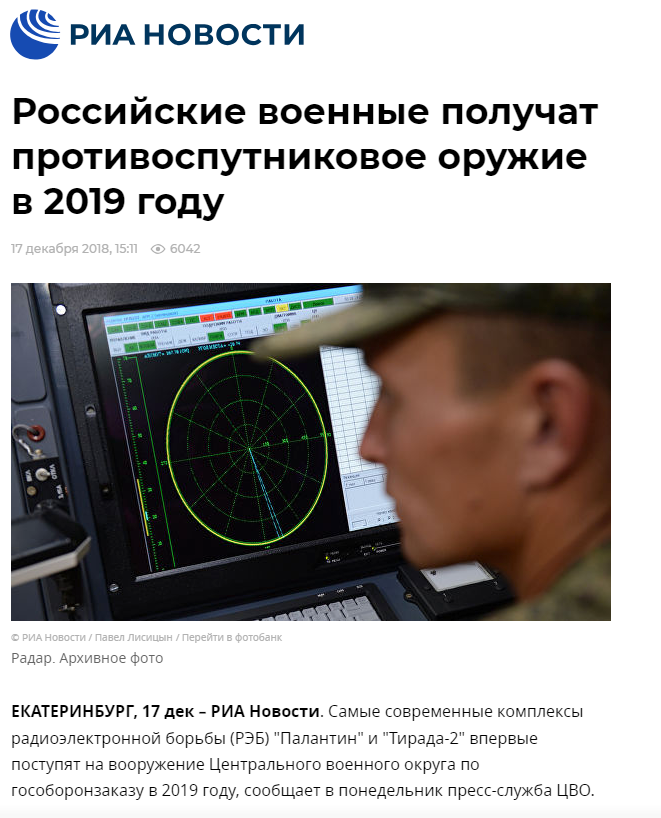 РИА НОВОСТИ
Российские военные получат
противоспутниковое оружие
в 2019 году
17 декабря 2018, 15:11 6042
© РИА Новости / Павел Лисицын / Перейти в фотобанк
Радар. Архивное фото
ЕКАТЕРИНБУРГ, 17 дек – РИА Новости. Самые современные комплексы
радиоэлектронной борьбы (РЭБ) "Палантин" и "Тирада-2" впервые
поступят на вооружение Центрального военного округа по
гособоронзаказу в 2019 году, сообщает в понедельник пресс-служба ЦВО.